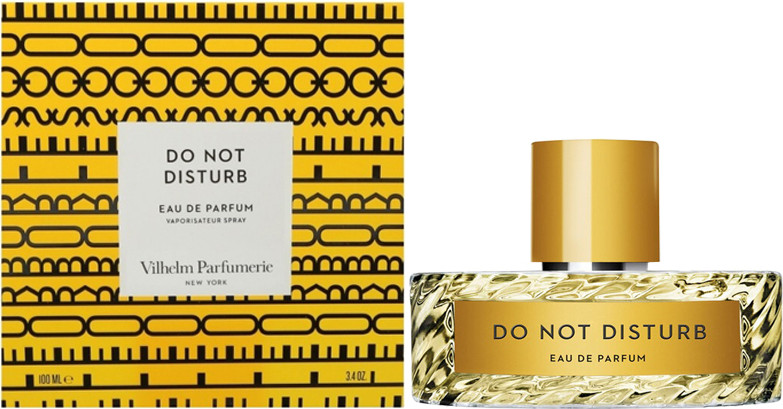 DO NOT
DISTURB
EAU DE PARFUM
VAPORISATEUR SPRAY
Vilhelm Parfumerie
NEW YORK
100 ML ℮
3.4 OZ.
DO NOT DISTURB
EAU DE PARFUM